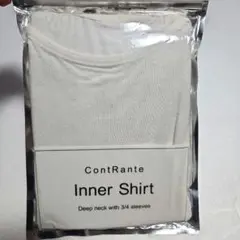 ContRante
Inner Shirt
Deep neck with 3/4 sleeves